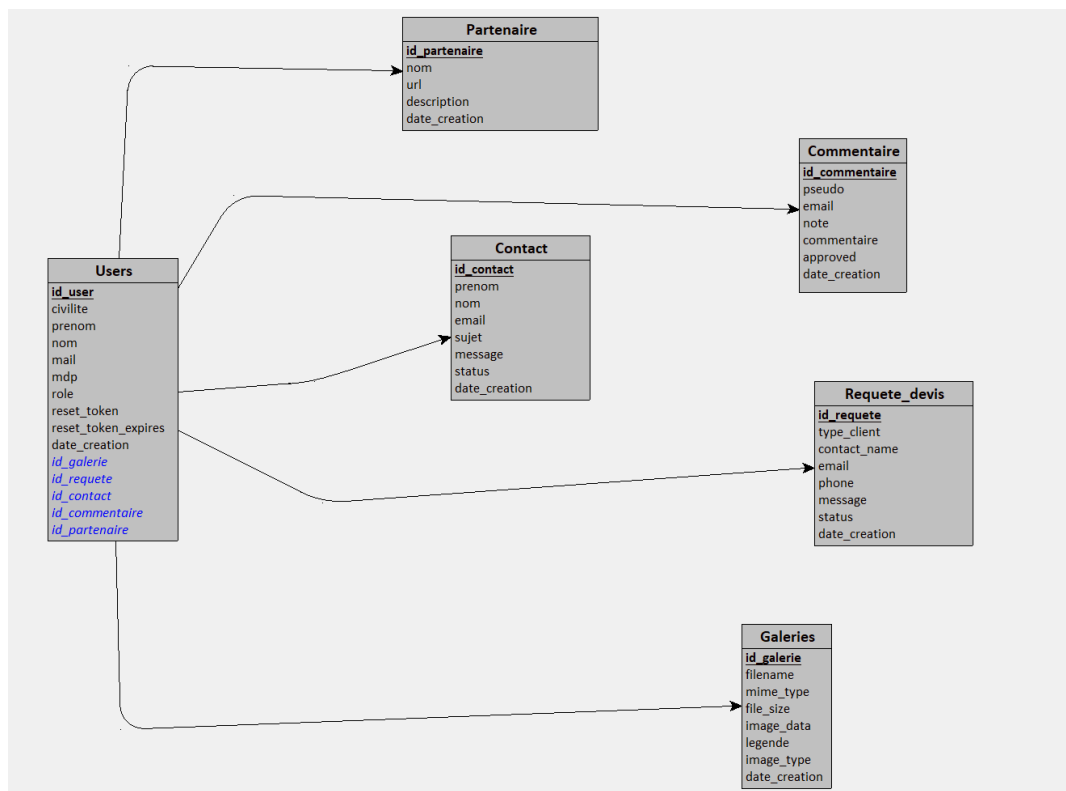 Partenaire
id_partenaire
nom
url
description
date_creation
Commentaire
id_commentaire
pseudo
email
note
commentaire
approved
date_creation
Contact
id_contact
prenom
nom
email
sujet
message
status
date_creation
Users
id_user
civilite
prenom
nom
mail
mdp
role
reset_token
reset_token_expires
date_creation
id_galerie
id_requete
id_contact
id_commentaire
id_partenaire
Requete_devis
id_requete
type_client
contact_name
email
phone
message
status
date_creation
Galeries
id_galerie
filename
mime_type
file_size
image_data
legende
image_type
date_creation